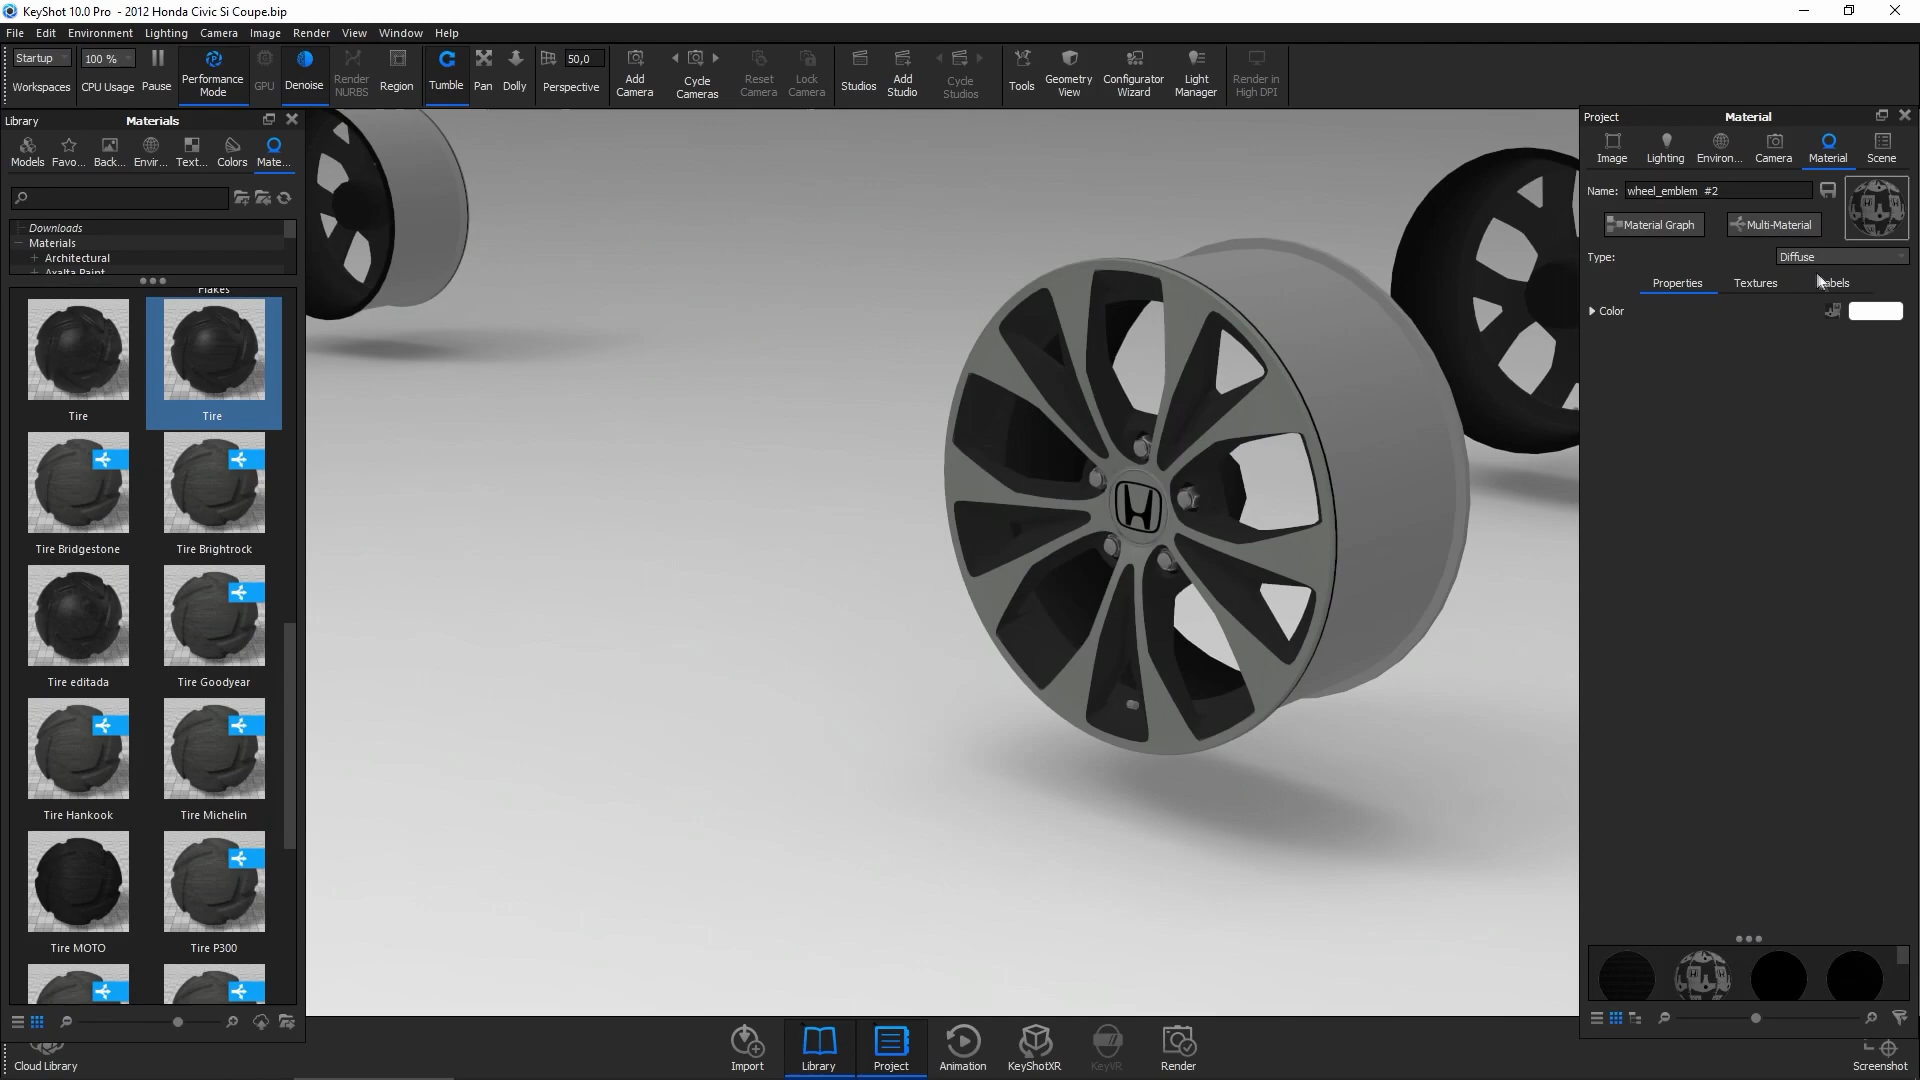 KeyShot 10.0 Pro - 2012 Honda Civic Si Coupe.bip
File Edit Environment Lighting Camera Image Render View Window Help
Startup 100 % 50,0
Workspaces CPU Usage Pause Performance Mode GPU Denoise Render NURBS Region Tumble Pan Dolly Perspective Add Camera Cycle Cameras Reset Camera Lock Camera Studios Add Studio Cycle Studios Tools Geometry View Configurator Wizard Light Manager Render in High DPI
Library Materials
Models Favo... Back... Envir... Text... Colors Mate...
Downloads
Materials
Architectural
Axalta Paint
Flakes
Tire Tire
Tire Bridgestone Tire Brightrock
Tire editada Tire Goodyear
Tire Hankook Tire Michelin
Tire MOTO Tire P300
Cloud Library
Project Material
Image Lighting Environ... Camera Material Scene
Name: wheel_emblem #2
Material Graph Multi-Material
Type: Diffuse
Properties Textures Labels
Color
Import Library Project Animation KeyShotXR KeyVR Render Screenshot